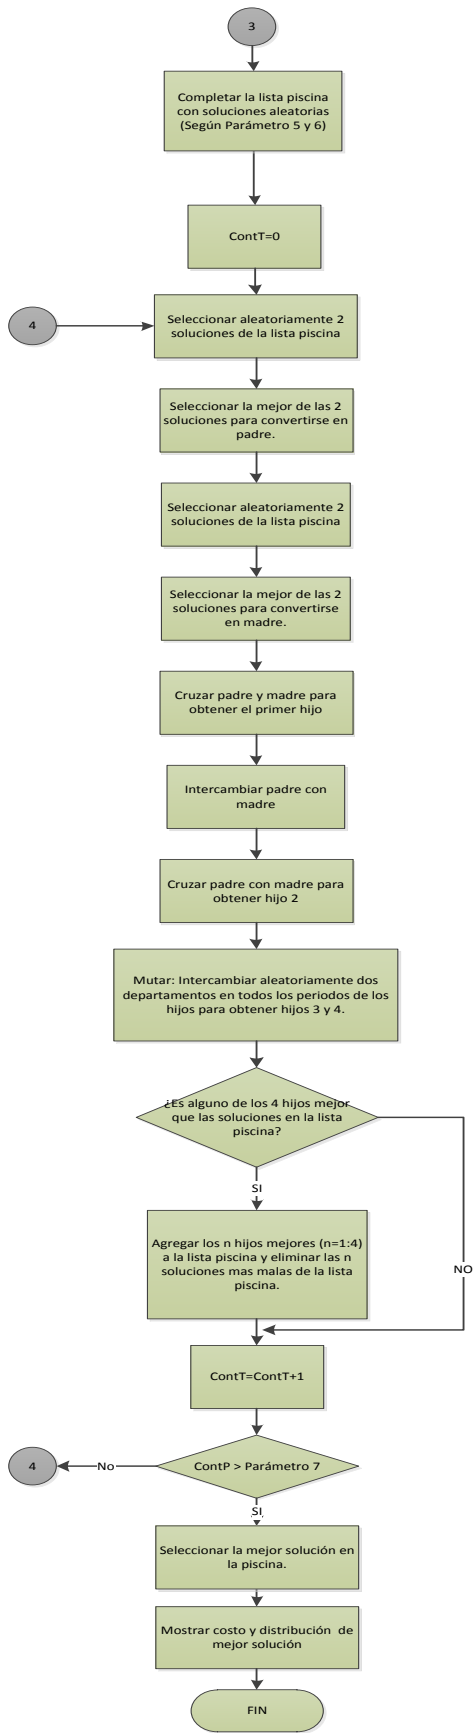 3
Completar la lista piscina
con soluciones aleatorias
(Según Parámetro 5 y 6)
ContT=0
4
Seleccionar aleatoriamente 2
soluciones de la lista piscina
Seleccionar la mejor de las 2
soluciones para convertirse en
padre.
Seleccionar aleatoriamente 2
soluciones de la lista piscina
Seleccionar la mejor de las 2
soluciones para convertirse
en madre.
Cruzar padre y madre para
obtener el primer hijo
Intercambiar padre con
madre
Cruzar padre con madre para
obtener hijo 2
Mutar: Intercambiar aleatoriamente dos
departamentos en todos los periodos de los
hijos para obtener hijos 3 y 4.
¿Es alguno de los 4 hijos mejor
que las soluciones en la lista
piscina?
SI
Agregar los n hijos mejores (n=1:4)
a la lista piscina y eliminar las n
soluciones mas malas de la lista
piscina.
NO
ContT=ContT+1
4
No
ContP > Parámetro 7
SI
Seleccionar la mejor solución en
la piscina.
Mostrar costo y distribución de
mejor solución
FIN